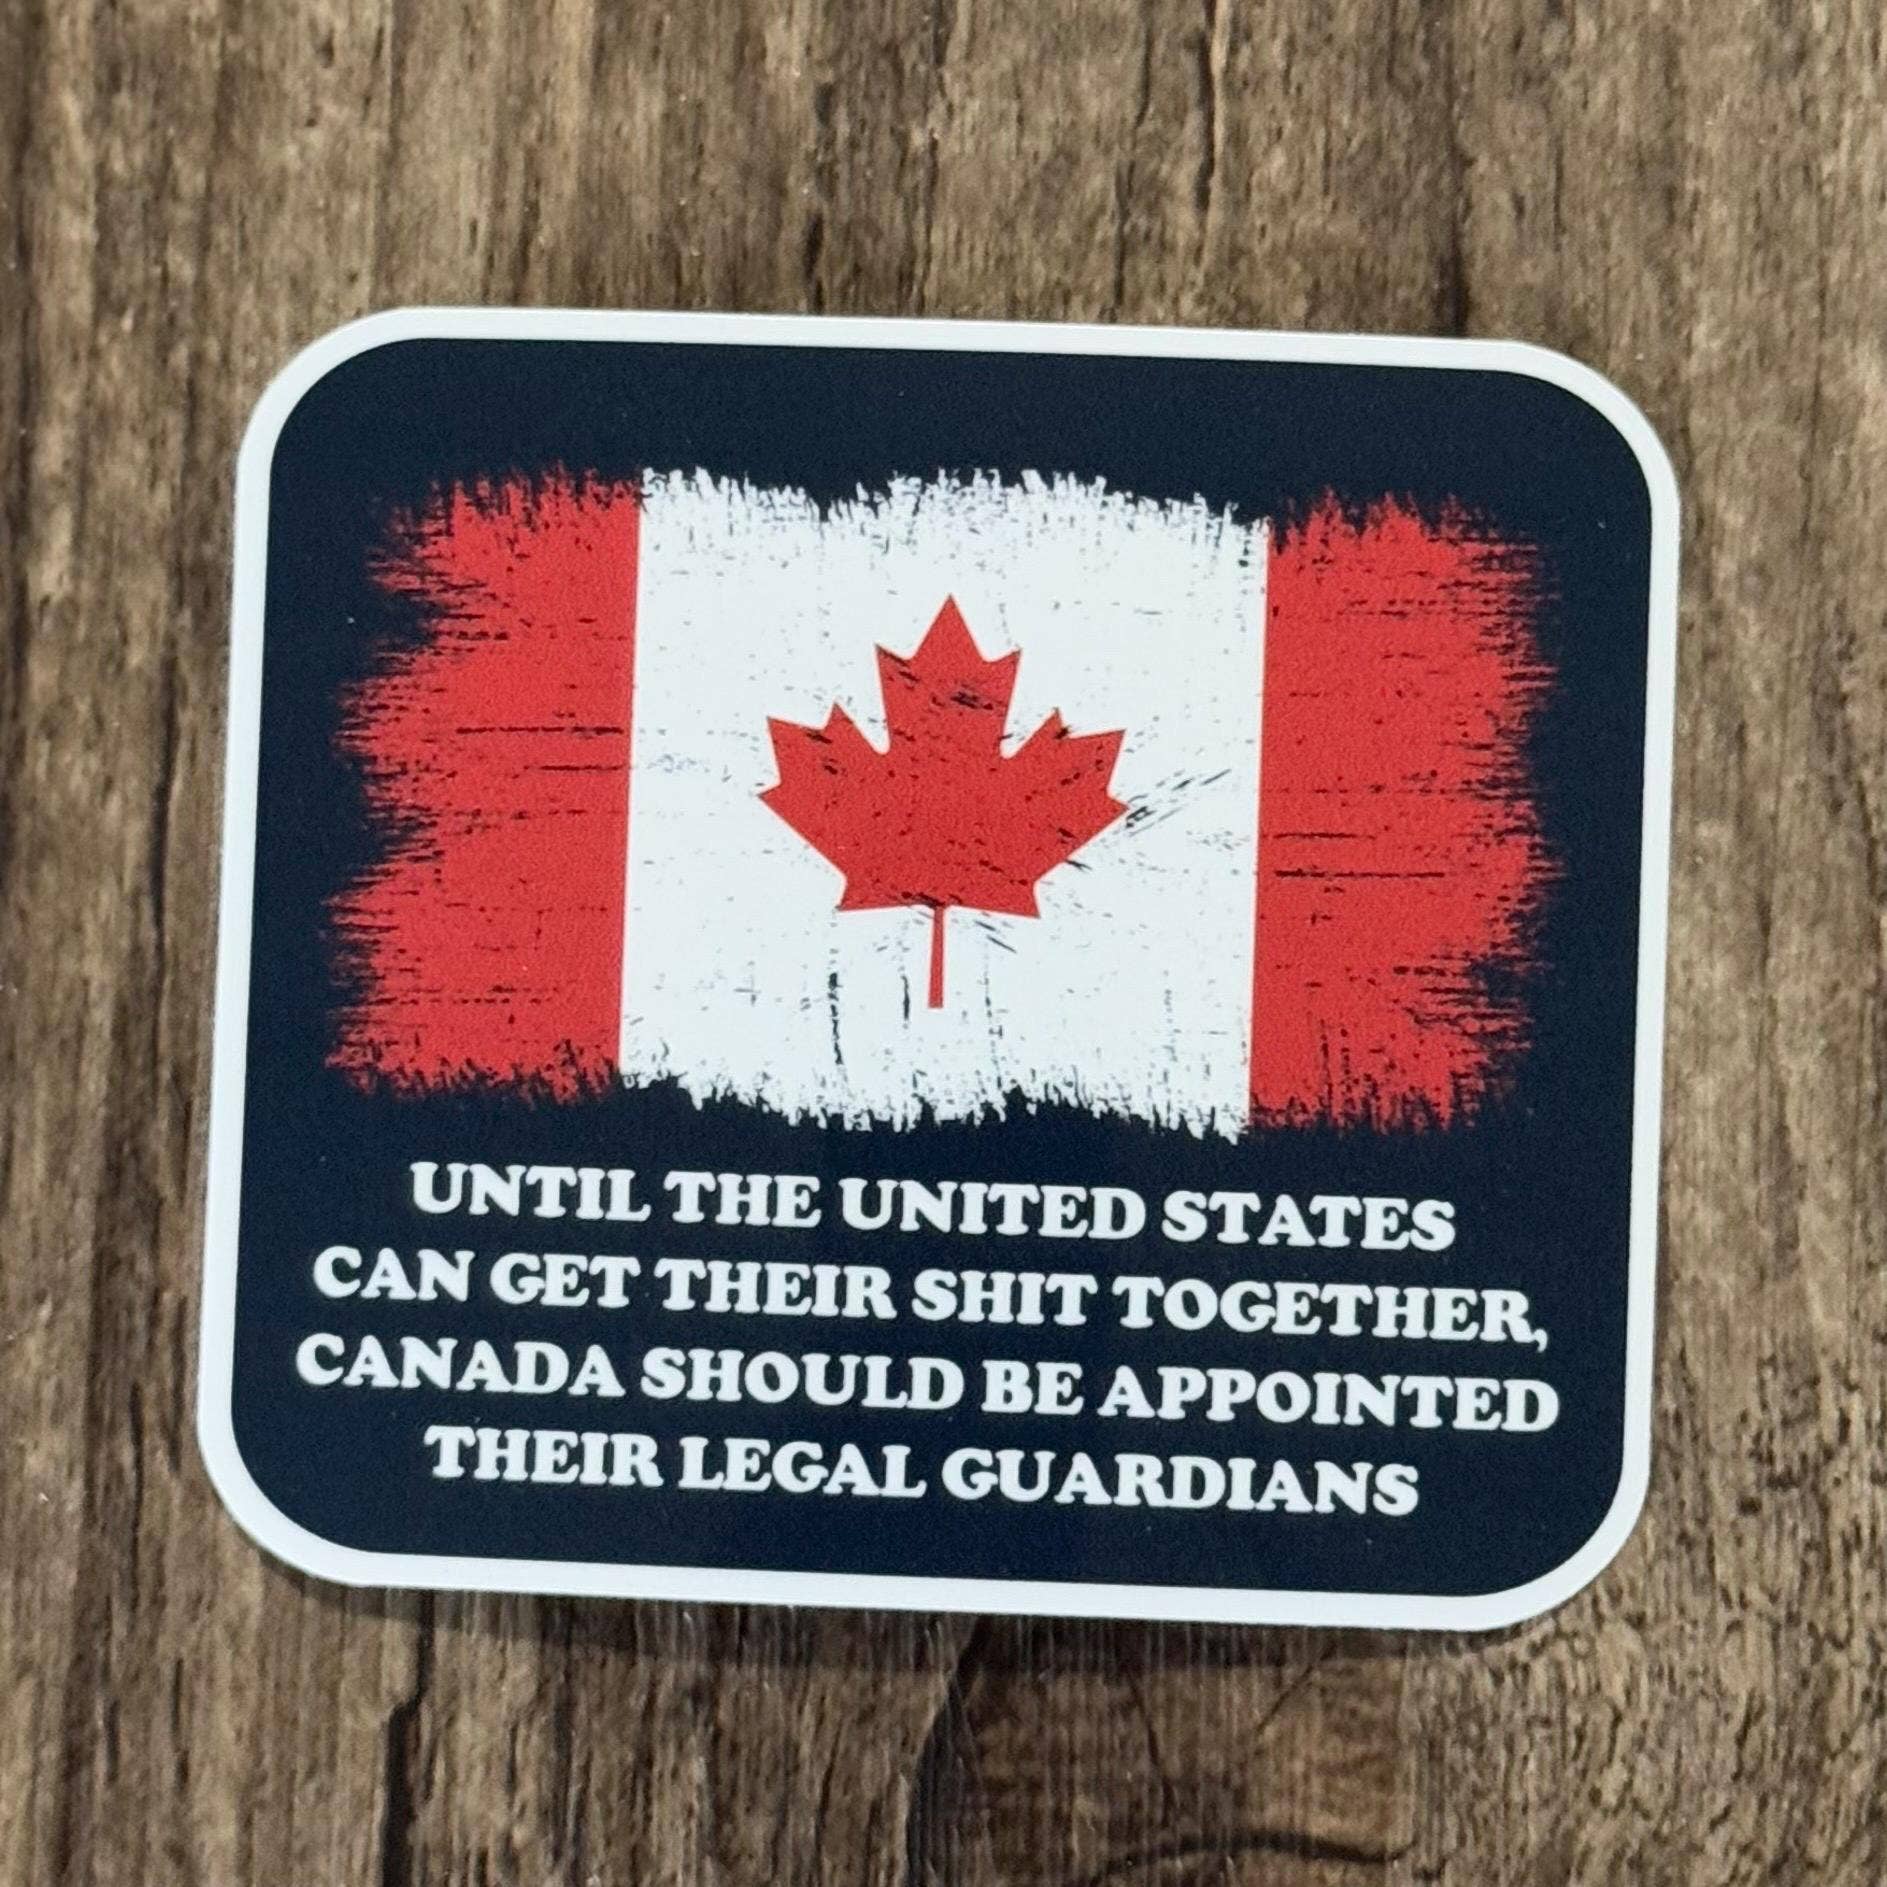 UNTIL THE UNITED STATES
CAN GET THEIR SHIT TOGETHER,
CANADA SHOULD BE APPOINTED
THEIR LEGAL GUARDIANS